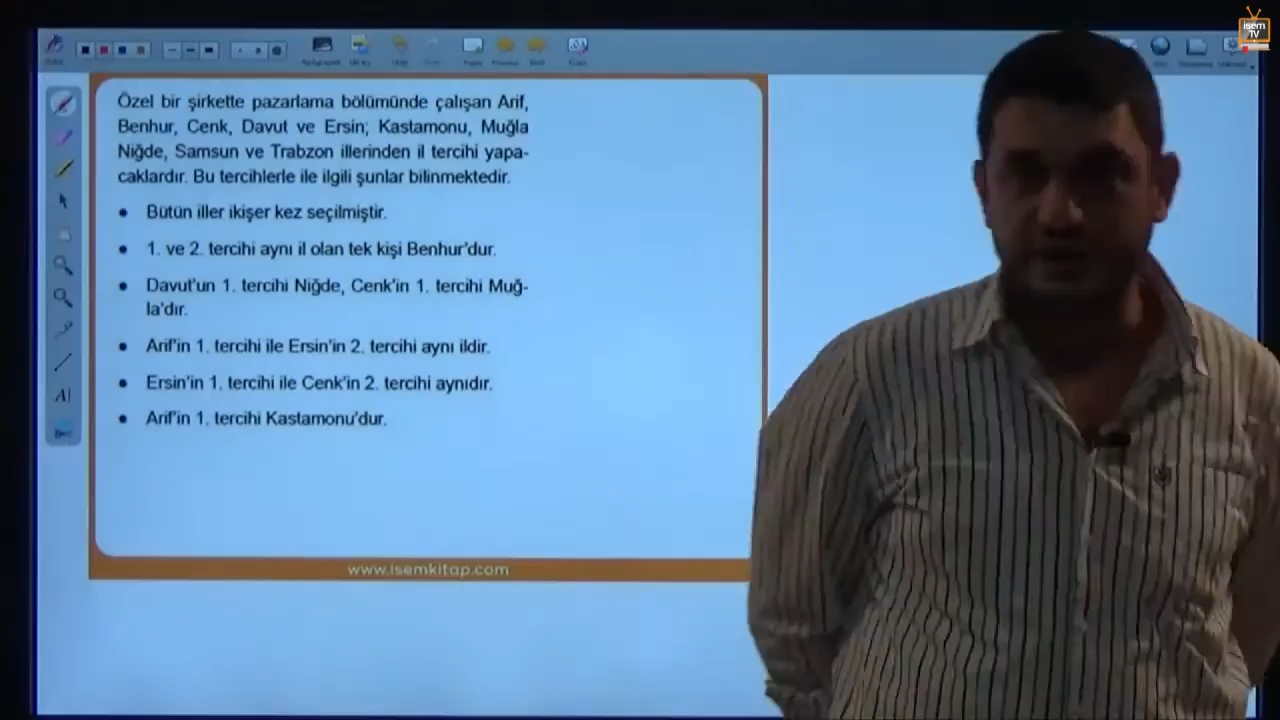 isem
TV
Özel bir şirkette pazarlama bölümünde çalışan Arif,
Benhur, Cenk, Davut ve Ersin; Kastamonu, Muğla
Niğde, Samsun ve Trabzon illerinden il tercihi yapa-
caklardır. Bu tercihlerle ile ilgili şunlar bilinmektedir.
• Bütün iller ikişer kez seçilmiştir.
• 1. ve 2. tercihi aynı il olan tek kişi Benhur'dur.
• Davut'un 1. tercihi Niğde, Cenk'in 1. tercihi Muğ-
la'dır.
• Arif'in 1. tercihi ile Ersin'in 2. tercihi aynı ildir.
• Ersin'in 1. tercihi ile Cenk'in 2. tercihi aynıdır.
• Arif'in 1. tercihi Kastamonu'dur.
AI
www.isemkitap.com